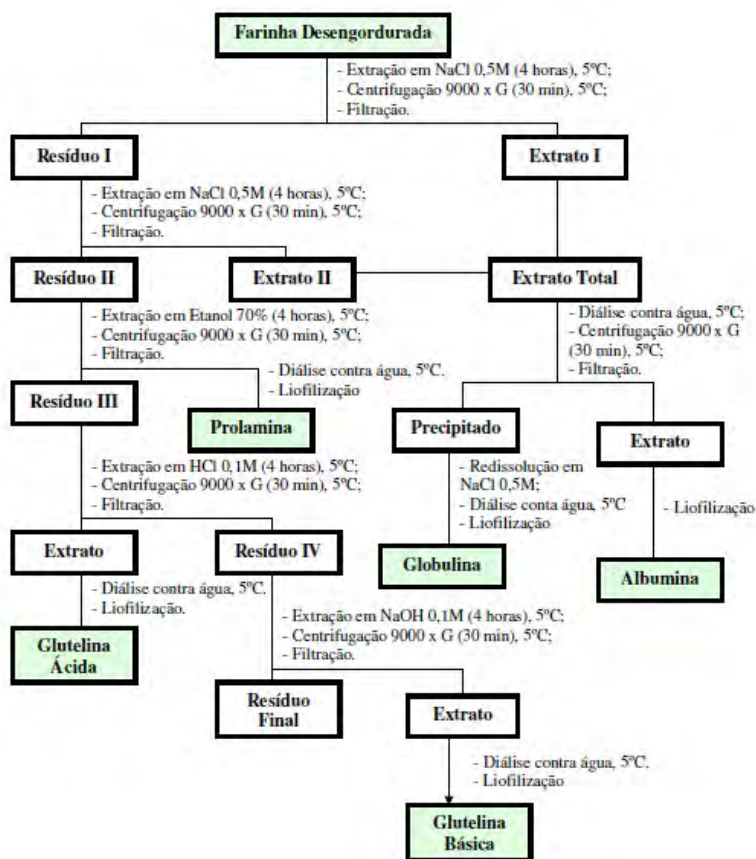 Farinha Desengordurada
- Extração em NaCl 0,5M (4 horas), 5ºC;
- Centrifugação 9000 x G (30 min), 5ºC;
- Filtração.
Resíduo I
Extrato I
- Extração em NaCl 0,5M (4 horas), 5ºC;
- Centrifugação 9000 x G (30 min), 5ºC;
- Filtração.
Resíduo II
Extrato II
Extrato Total
- Extração em Etanol 70% (4 horas), 5ºC;
- Centrifugação 9000 x G (30 min), 5ºC;
- Filtração.
- Diálise contra água, 5ºC;
- Centrifugação 9000 x G
(30 min), 5ºC;
- Filtração.
- Diálise contra água, 5ºC.
- Liofilização
Resíduo III
Prolamina
Precipitado
Extrato
- Extração em HCl 0,1M (4 horas), 5ºC;
- Centrifugação 9000 x G (30 min), 5ºC;
- Filtração.
- Redissolução em
NaCl 0,5M;
- Diálise conta água, 5ºC
- Liofilização
- Liofilização
Extrato
Resíduo IV
Globulina
Albumina
- Diálise contra água, 5ºC.
- Liofilização.
- Extração em NaOH 0,1M (4 horas), 5ºC;
- Centrifugação 9000 x G (30 min), 5ºC;
- Filtração.
Glutelina
Ácida
Resíduo
Final
Extrato
- Diálise contra água, 5ºC.
- Liofilização
Glutelina
Básica